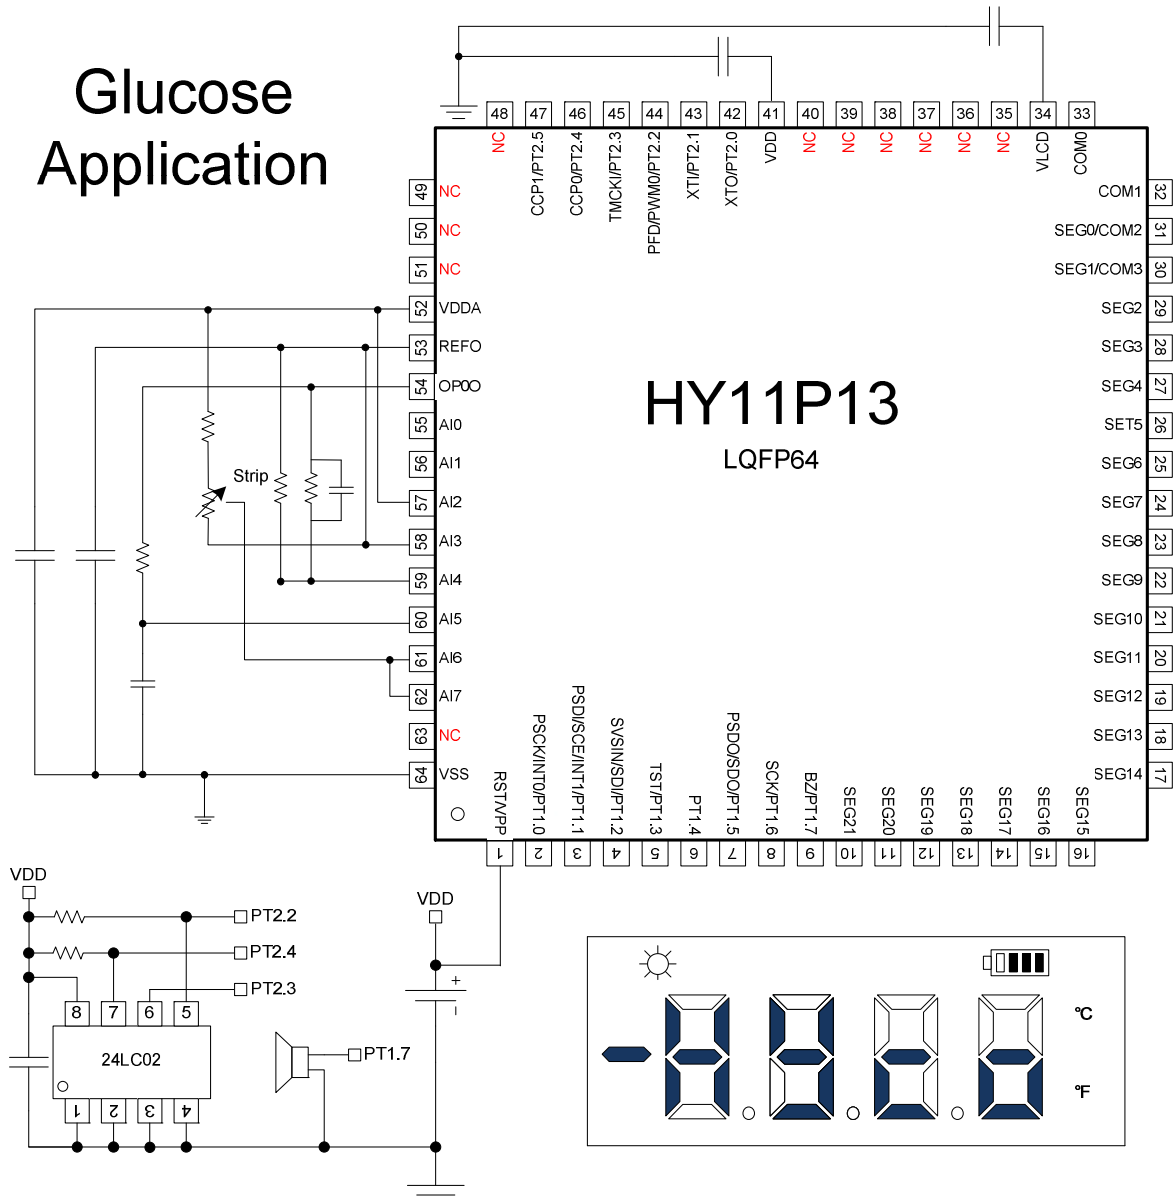 Glucose
Application
48 47 46 45 44 43 42 41 40 39 38 37 36 35 34 33
NC
CCP1/PT2.5
CCP0/PT2.4
TMCKI/PT2.3
PFD/PWM0/PT2.2
XTI/PT2.1
XTO/PT2.0
VDD
NC
NC
NC
NC
NC
NC
VLCD
COM0
49 NC
50 NC
51 NC
52 VDDA
53 REFO
54 OP0O
55 AI0
56 AI1
57 AI2
58 AI3
59 AI4
60 AI5
61 AI6
62 AI7
63 NC
64 VSS
Strip
HY11P13
LQFP64
COM1 32
SEG0/COM2 31
SEG1/COM3 30
SEG2 29
SEG3 28
SEG4 27
SET5 26
SEG6 25
SEG7 24
SEG8 23
SEG9 22
SEG10 21
SEG11 20
SEG12 19
SEG13 18
SEG14 17
RST/VPP
PSCK/INT0/PT1.0
PSDI/SCE/INT1/PT1.1
SVSIN/SDI/PT1.2
TST/PT1.3
PT1.4
PSDO/SDO/PT1.5
SCK/PT1.6
BZ/PT1.7
SEG21
SEG20
SEG19
SEG18
SEG17
SEG16
SEG15
1 2 3 4 5 6 7 8 9 10 11 12 13 14 15 16
VDD
PT2.2
PT2.4
PT2.3
8 7 6 5
24LC02
1 2 3 4
PT1.7
VDD
+
-
°C
°F